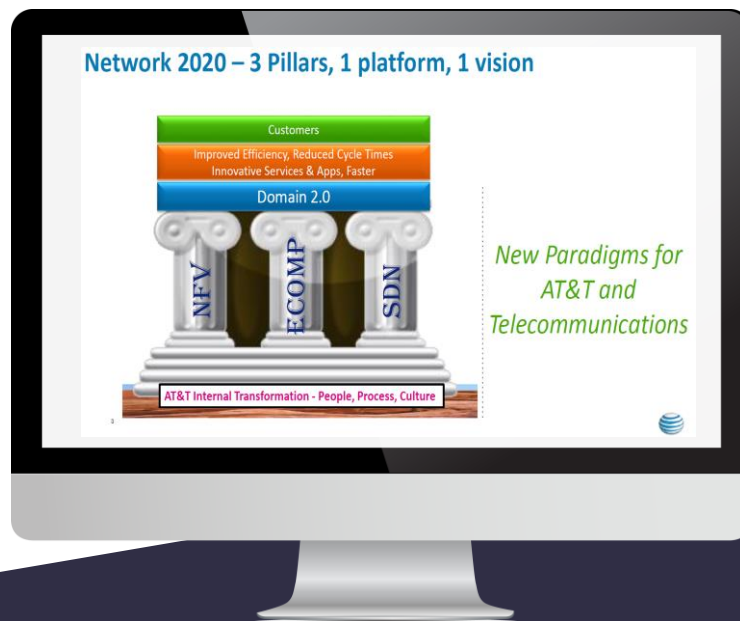 Network 2020 – 3 Pillars, 1 platform, 1 vision
Customers
Improved Efficiency, Reduced Cycle Times
Innovative Services & Apps, Faster
Domain 2.0
NFV
ECOMP
SDN
AT&T Internal Transformation - People, Process, Culture
New Paradigms for
AT&T and
Telecommunications